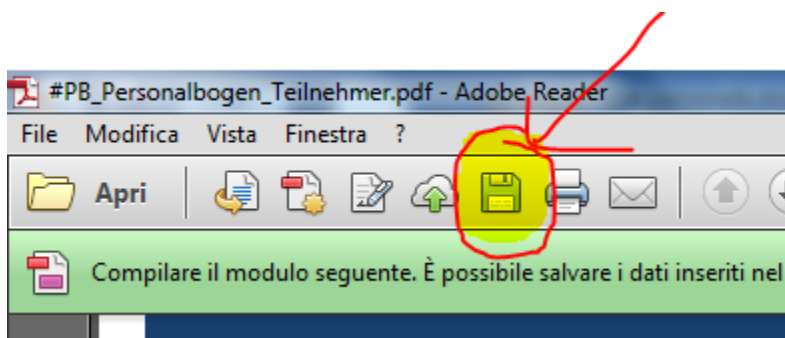 #PB_Personalbogen_Teilnehmer.pdf - Adobe Reader
File Modifica Vista Finestra ?
Apri
Compilare il modulo seguente. È possibile salvare i dati inseriti nel